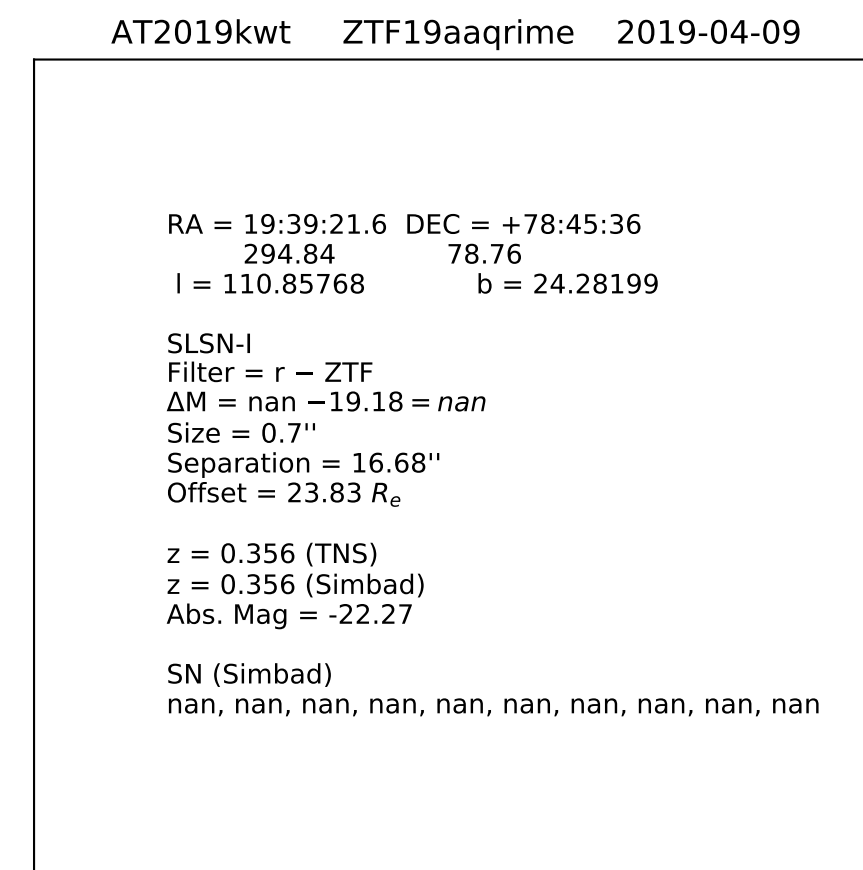 AT2019kwt ZTF19aaqrime 2019-04-09
RA = 19:39:21.6 DEC = +78:45:36
294.84 78.76
l = 110.85768 b = 24.28199
SLSN-I
Filter = r − ZTF
ΔM = nan −19.18 = nan
Size = 0.7''
Separation = 16.68''
Offset = 23.83 Rₑ
z = 0.356 (TNS)
z = 0.356 (Simbad)
Abs. Mag = -22.27
SN (Simbad)
nan, nan, nan, nan, nan, nan, nan, nan, nan, nan